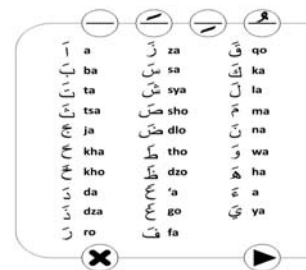 اَ a
بَ ba
تَ ta
ثَ tsa
جَ ja
حَ kha
خَ kho
دَ da
ذَ dza
رَ ro
زَ za
سَ sa
شَ sya
صَ sho
ضَ dlo
طَ tho
ظَ dzo
عَ 'a
غَ go
فَ fa
قَ qo
كَ ka
لَ la
مَ ma
نَ na
وَ wa
هَ ha
ءَ a
يَ ya